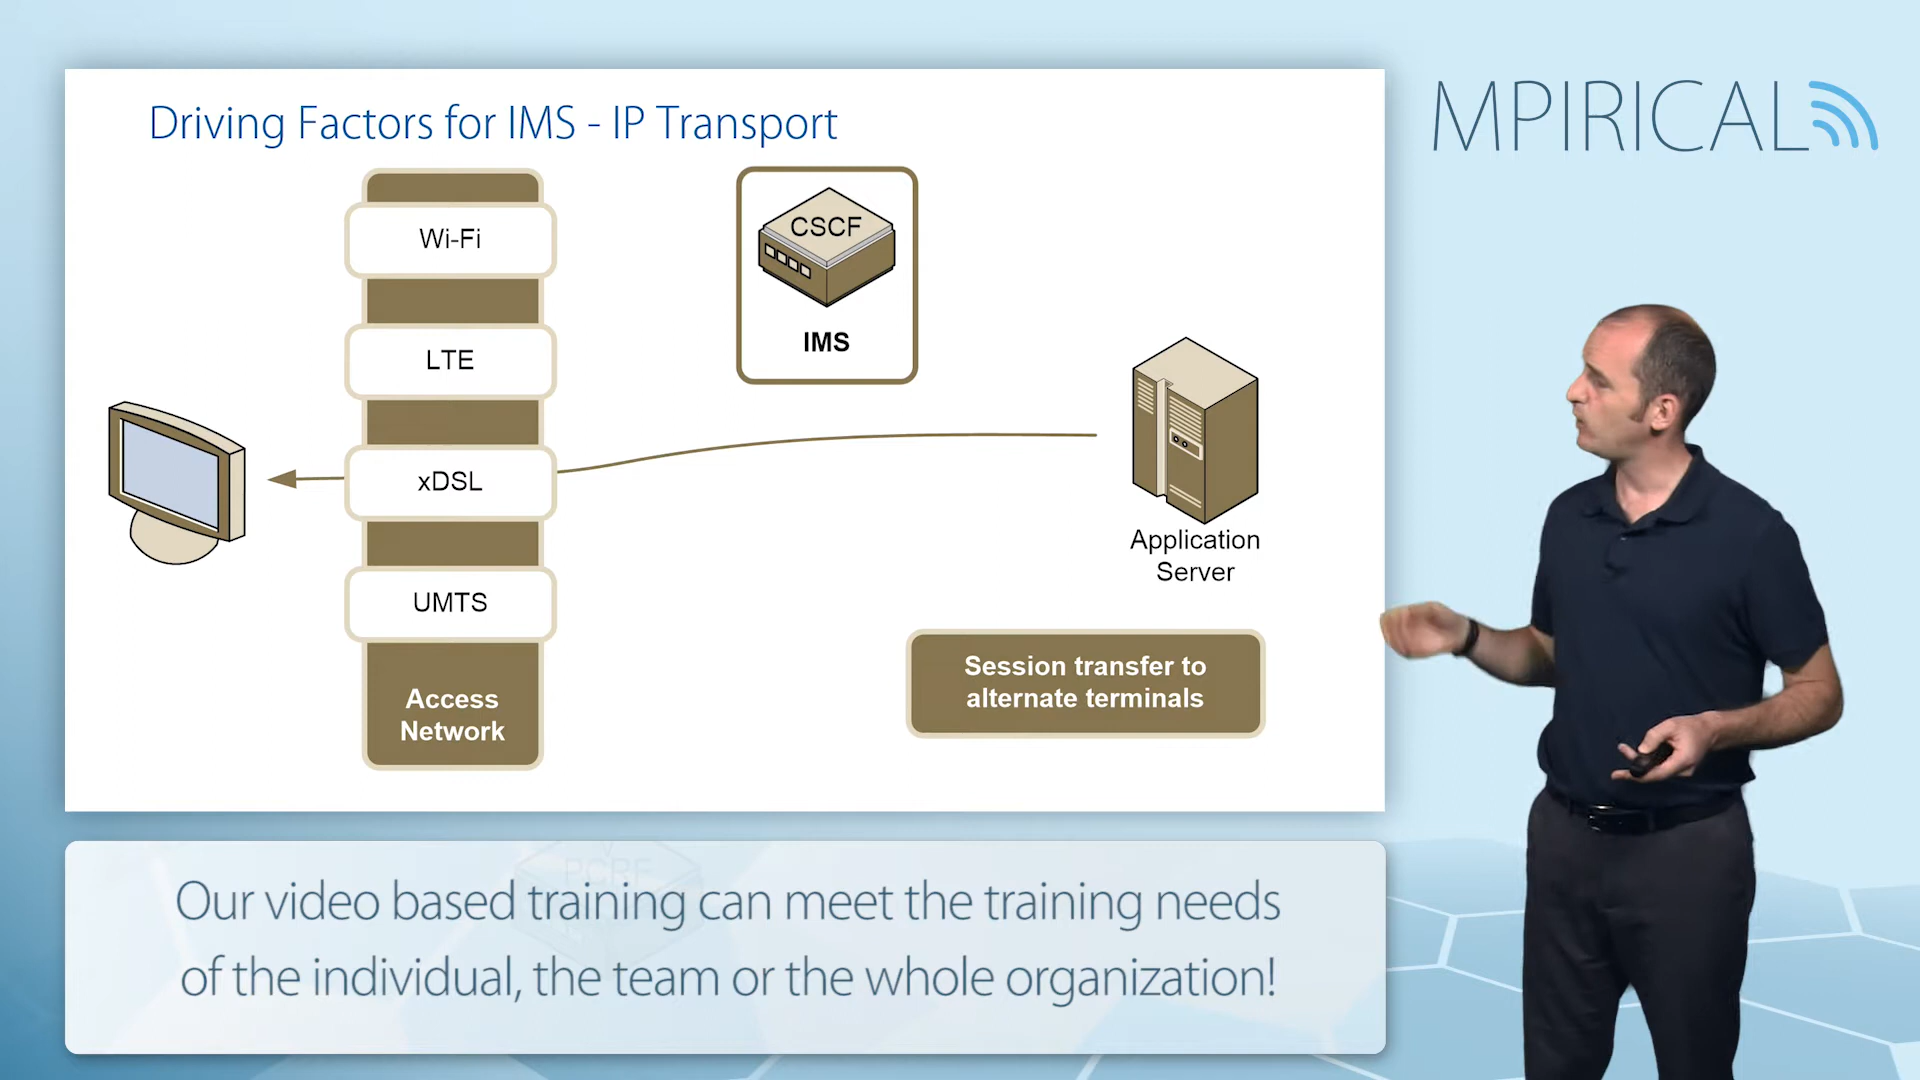 Driving Factors for IMS - IP Transport
MPIRICAL
Wi-Fi
LTE
xDSL
UMTS
Access
Network
CSCF
IMS
Application
Server
Session transfer to
alternate terminals
PCRF
Our video based training can meet the training needs
of the individual, the team or the whole organization!